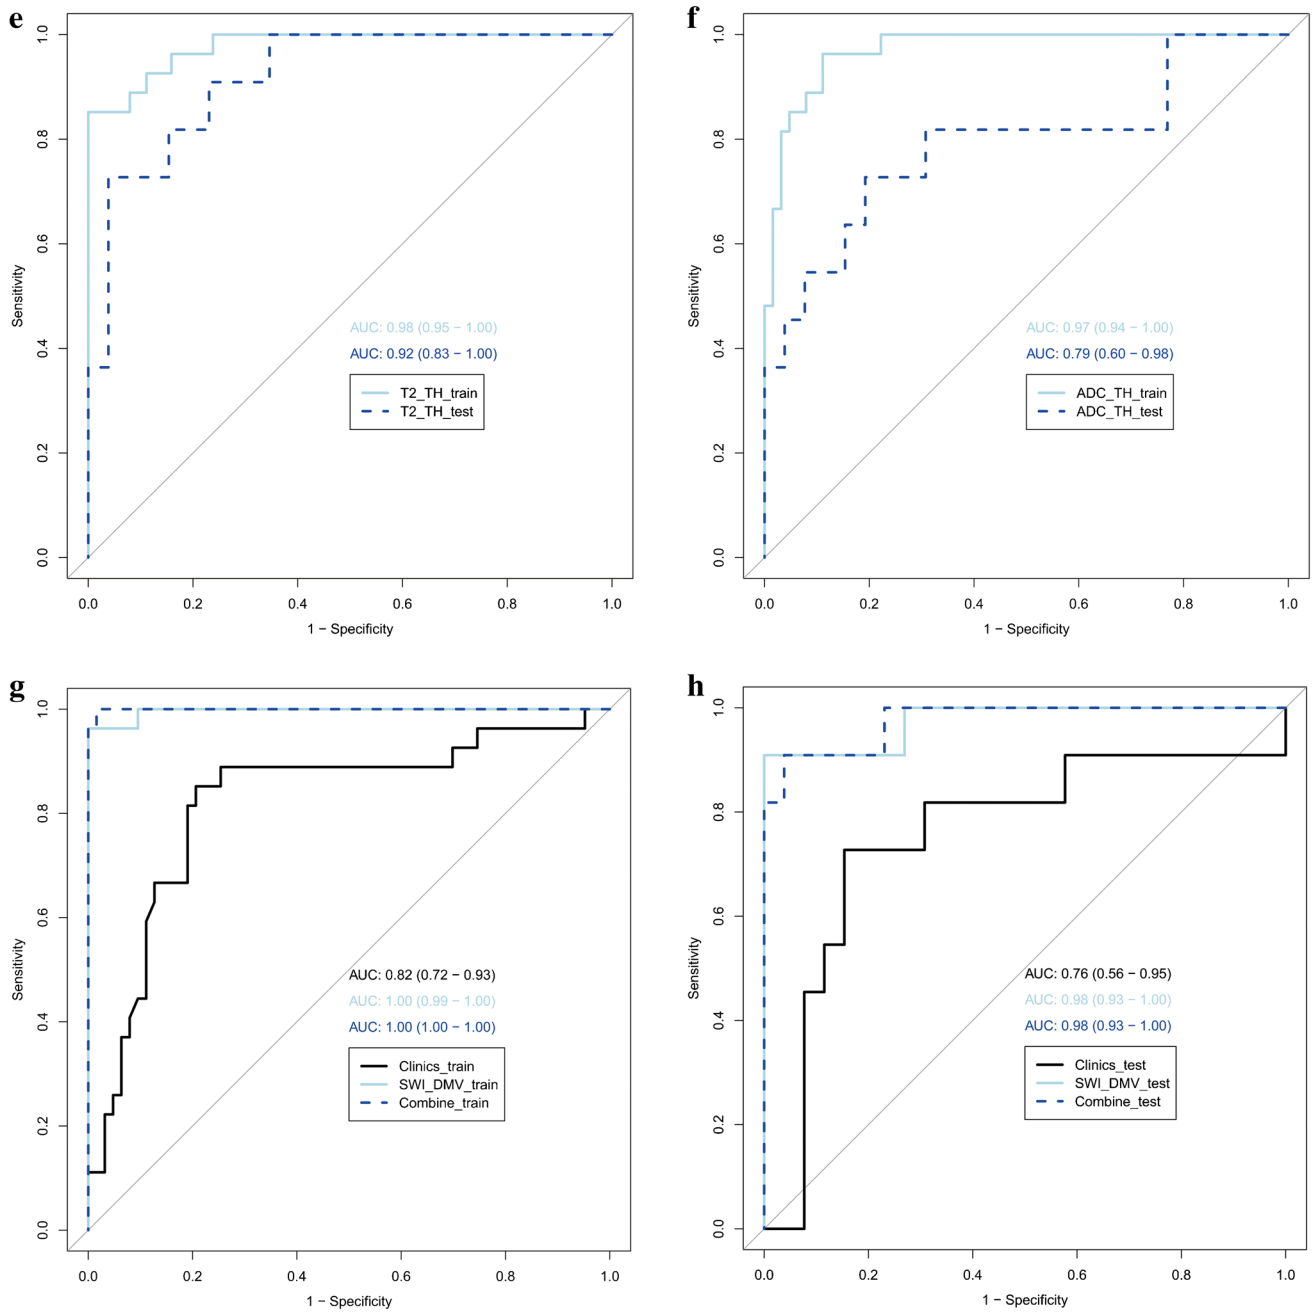 e
1.0
0.8
0.6
0.4
0.2
0.0
Sensitivity
AUC: 0.98 (0.95 − 1.00)
AUC: 0.92 (0.83 − 1.00)
T2_TH_train
T2_TH_test
0.0 0.2 0.4 0.6 0.8 1.0
1 − Specificity
f
1.0
0.8
0.6
0.4
0.2
0.0
Sensitivity
AUC: 0.97 (0.94 − 1.00)
AUC: 0.79 (0.60 − 0.98)
ADC_TH_train
ADC_TH_test
0.0 0.2 0.4 0.6 0.8 1.0
1 − Specificity
g
1.0
0.8
0.6
0.4
0.2
0.0
Sensitivity
AUC: 0.82 (0.72 − 0.93)
AUC: 1.00 (0.99 − 1.00)
AUC: 1.00 (1.00 − 1.00)
Clinics_train
SWI_DMV_train
Combine_train
0.0 0.2 0.4 0.6 0.8 1.0
1 − Specificity
h
1.0
0.8
0.6
0.4
0.2
0.0
Sensitivity
AUC: 0.76 (0.56 − 0.95)
AUC: 0.98 (0.93 − 1.00)
AUC: 0.98 (0.93 − 1.00)
Clinics_test
SWI_DMV_test
Combine_test
0.0 0.2 0.4 0.6 0.8 1.0
1 − Specificity